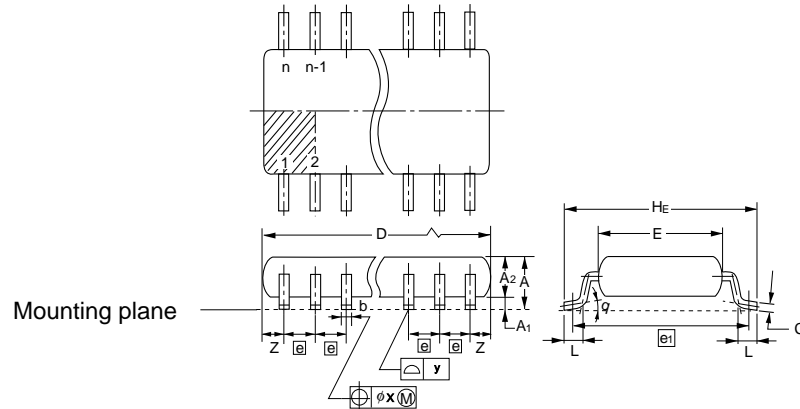 n n-1
1 2
HE
D
E
A2 A
Mounting plane
b
A1
q
C
Z e e e e Z
e1
L L
y
φx M